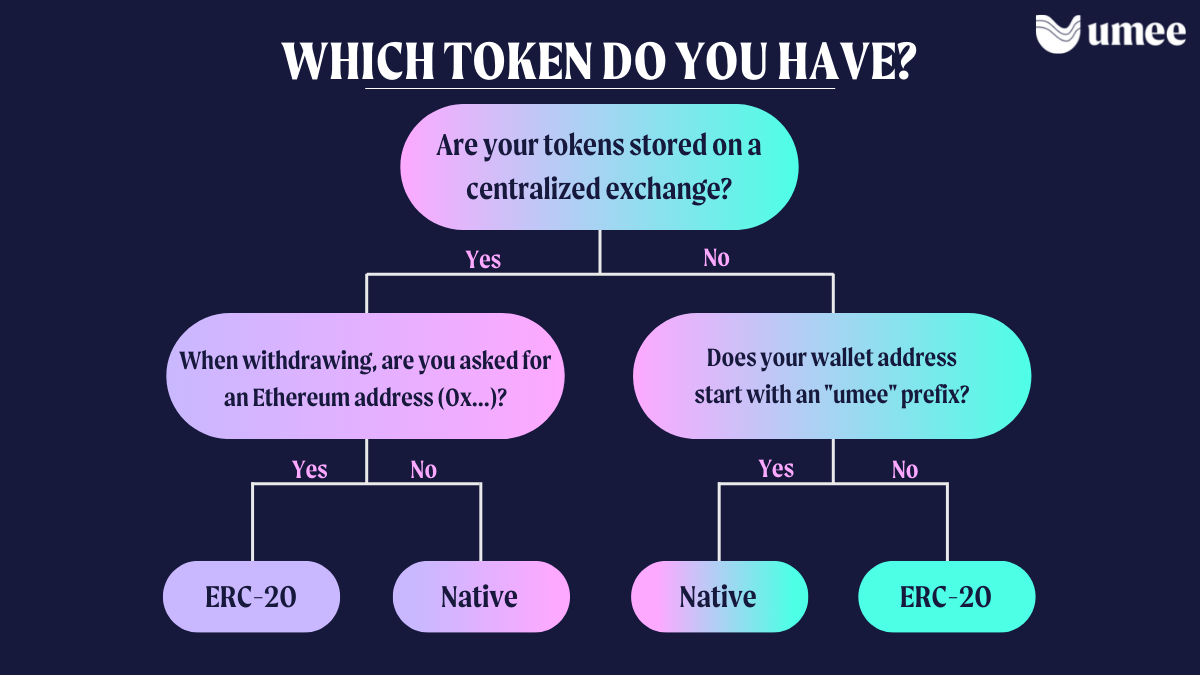 umee
WHICH TOKEN DO YOU HAVE?
Are your tokens stored on a
centralized exchange?
Yes
No
When withdrawing, are you asked for
an Ethereum address (0x...)?
Does your wallet address
start with an "umee" prefix?
Yes
No
Yes
No
ERC-20
Native
Native
ERC-20